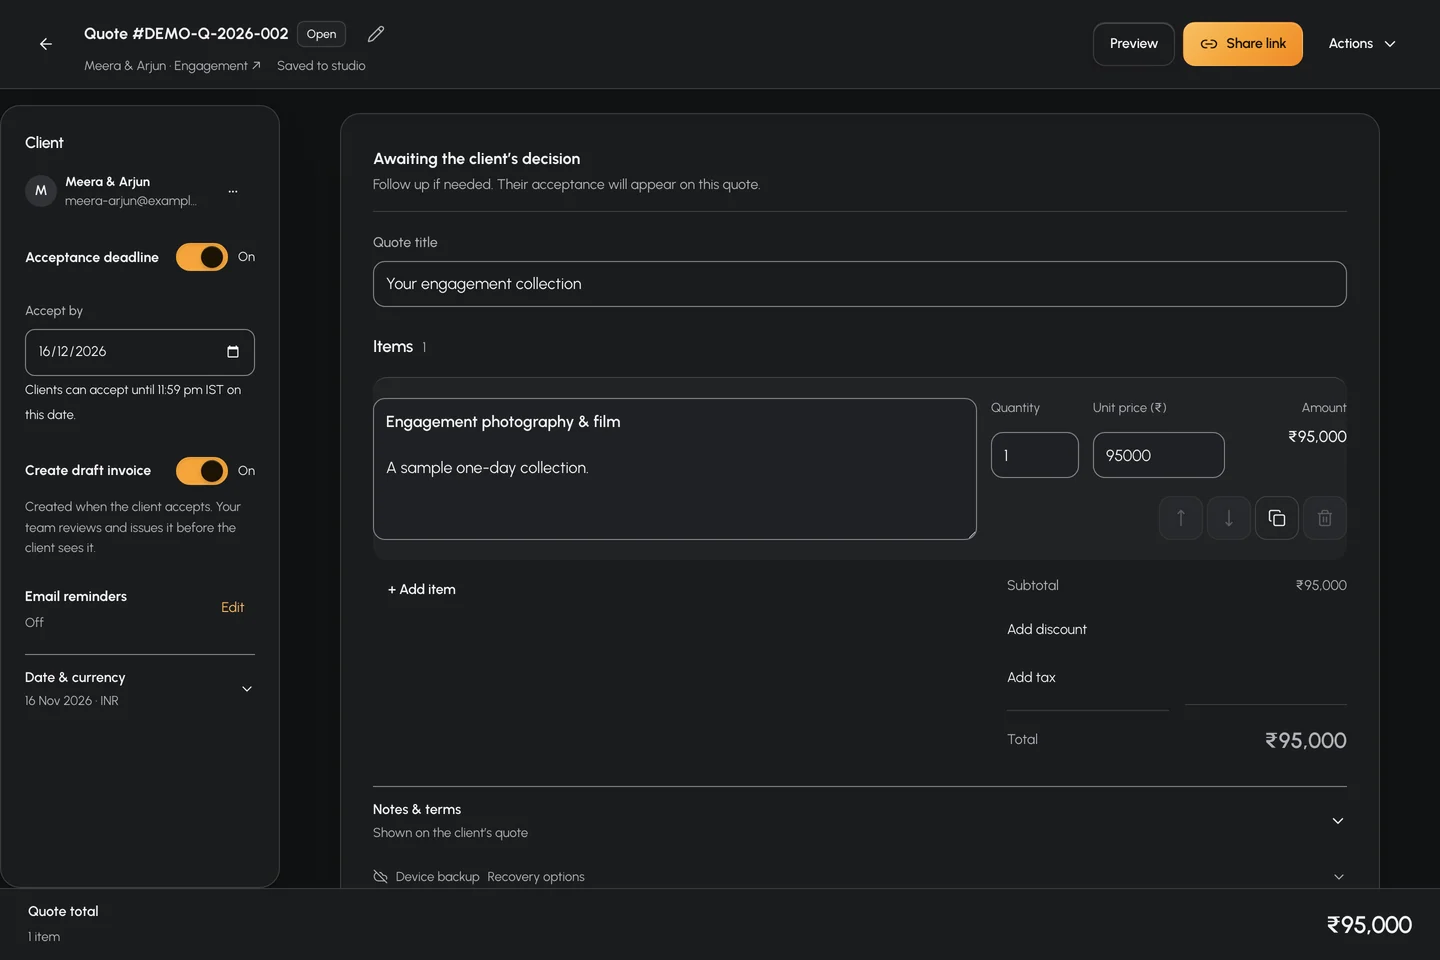 Quote #DEMO-Q-2026-002
Open
Meera & Arjun · Engagement ↗
Saved to studio
Preview
Share link
Actions
Client
M
Meera & Arjun
meera-arjun@exampl...
...
Acceptance deadline
On
Accept by
16/12/2026
Clients can accept until 11:59 pm IST on
this date.
Create draft invoice
On
Created when the client accepts. Your
team reviews and issues it before the
client sees it.
Email reminders
Off
Edit
Date & currency
16 Nov 2026 · INR
Awaiting the client's decision
Follow up if needed. Their acceptance will appear on this quote.
Quote title
Your engagement collection
Items 1
Engagement photography & film
A sample one-day collection.
Quantity
1
Unit price (₹)
95000
Amount
₹95,000
+ Add item
Subtotal
₹95,000
Add discount
Add tax
Total
₹95,000
Notes & terms
Shown on the client's quote
Device backup Recovery options
Quote total
1 item
₹95,000